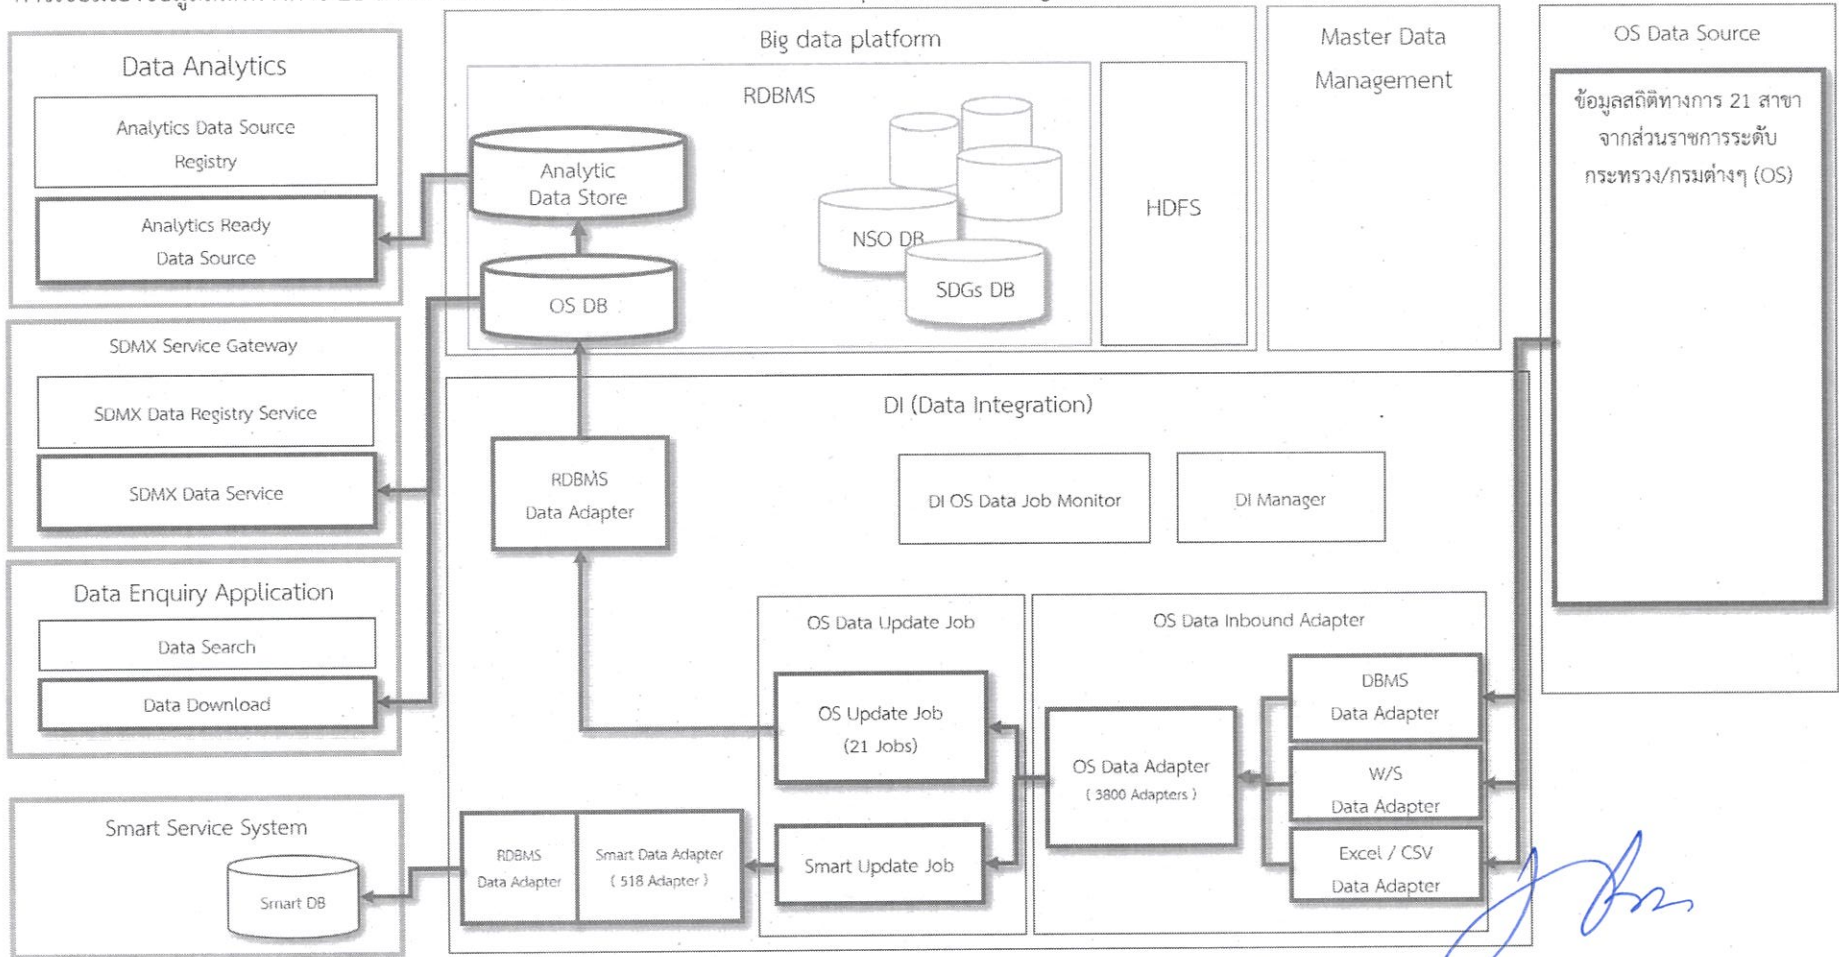 Data Analytics
Analytics Data Source
Registry
Analytics Ready
Data Source
SDMX Service Gateway
SDMX Data Registry Service
SDMX Data Service
Data Enquiry Application
Data Search
Data Download
Smart Service System
Smart DB
Big data platform
RDBMS
Analytic
Data Store
OS DB
NSO DB
SDGs DB
HDFS
Master Data
Management
OS Data Source
ข้อมูลสถิติทางการ 21 สาขา
จากส่วนราชการระดับ
กระทรวง/กรมต่างๆ (OS)
DI (Data Integration)
RDBMS
Data Adapter
DI OS Data Job Monitor
DI Manager
OS Data Update Job
OS Update Job
(21 Jobs)
Smart Update Job
OS Data Inbound Adapter
OS Data Adapter
( 3800 Adapters )
DBMS
Data Adapter
W/S
Data Adapter
Excel / CSV
Data Adapter
RDBMS
Data Adapter
Smart Data Adapter
( 518 Adapter )